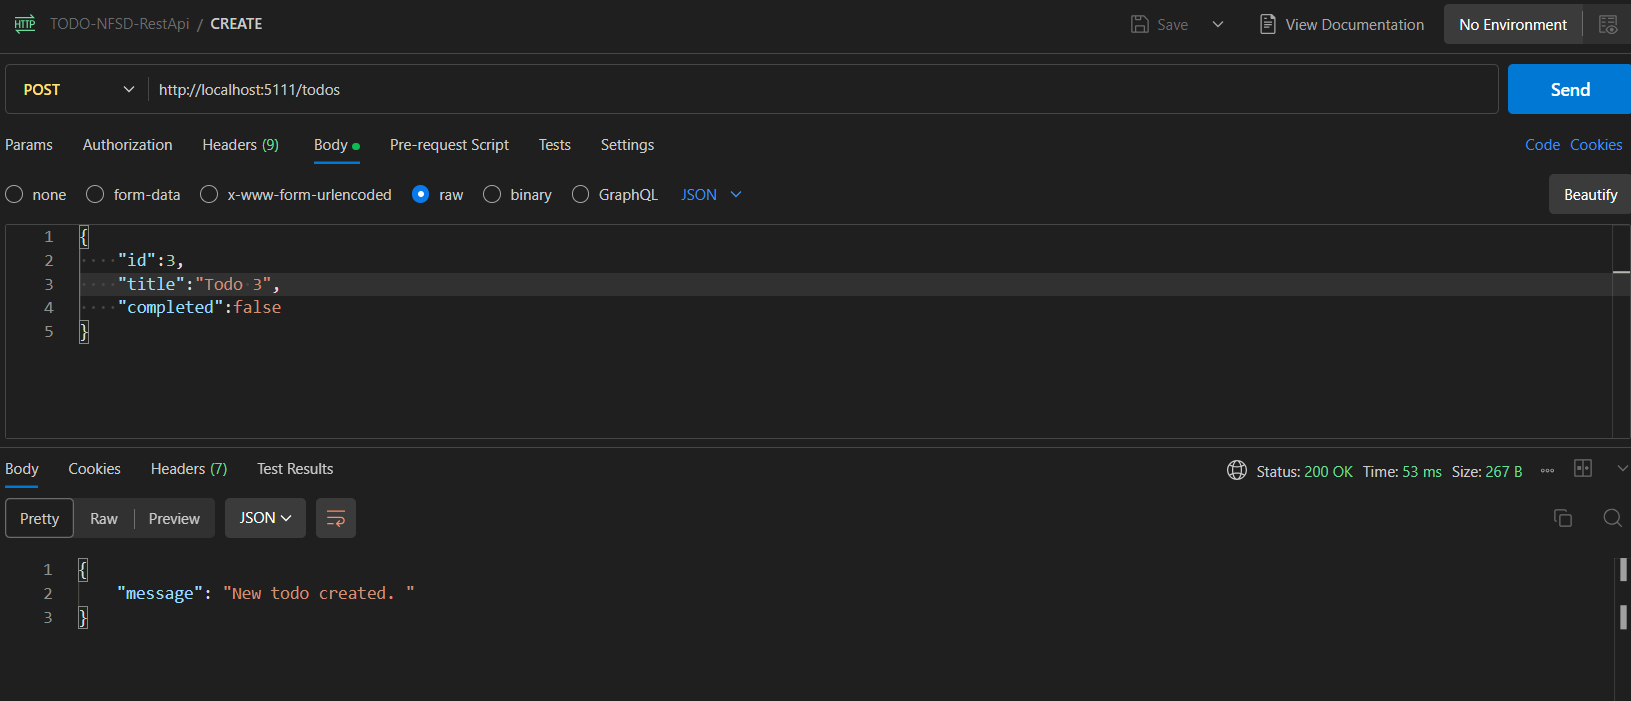 HTTP TODO-NFSD-RestApi / CREATE Save View Documentation No Environment
POST http://localhost:5111/todos Send
Params Authorization Headers (9) Body Pre-request Script Tests Settings Code Cookies
none form-data x-www-form-urlencoded raw binary GraphQL JSON Beautify
1 {
2 "id":3,
3 "title":"Todo 3",
4 "completed":false
5 }
Body Cookies Headers (7) Test Results Status: 200 OK Time: 53 ms Size: 267 B
Pretty Raw Preview JSON
1 {
2 "message": "New todo created. "
3 }